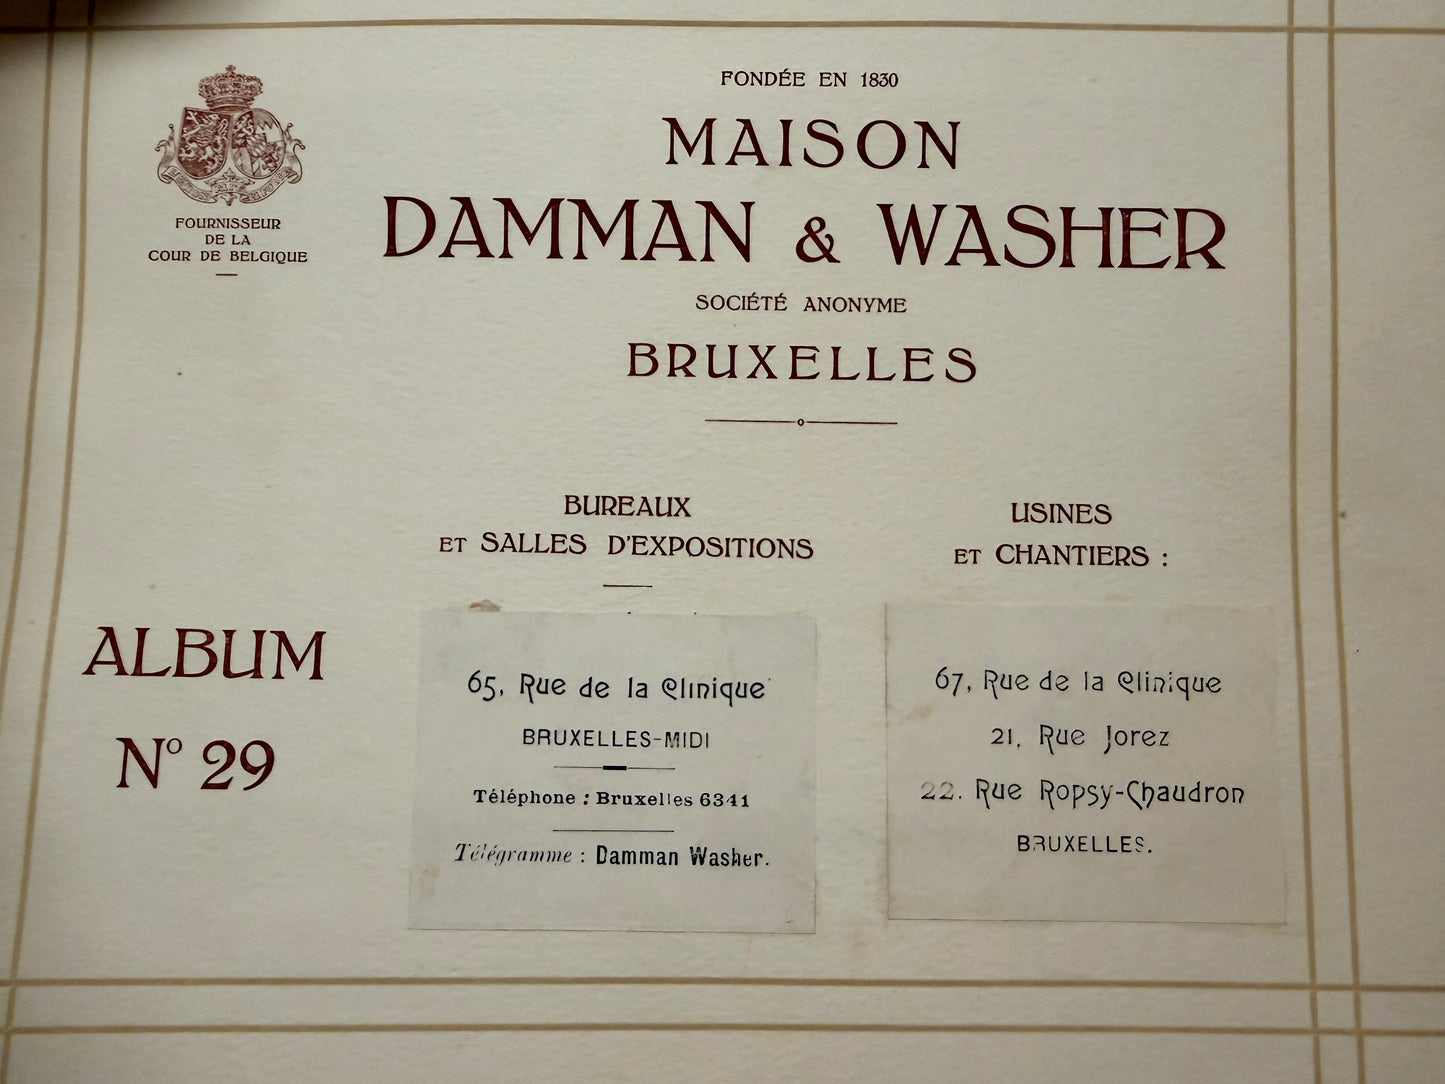 FOURNISSEUR
DE LA
COUR DE BELGIQUE
FONDÉE EN 1830
MAISON
DAMMAN & WASHER
SOCIÉTÉ ANONYME
BRUXELLES
ALBUM
Nº 29
BUREAUX
ET SALLES D'EXPOSITIONS
65, Rue de la Clinique
BRUXELLES-MIDI
Téléphone : Bruxelles 6341
Télégramme : Damman Washer.
USINES
ET CHANTIERS :
67, Rue de la Clinique
21, Rue Jorez
22. Rue Ropsy-Chaudron
BRUXELLES.